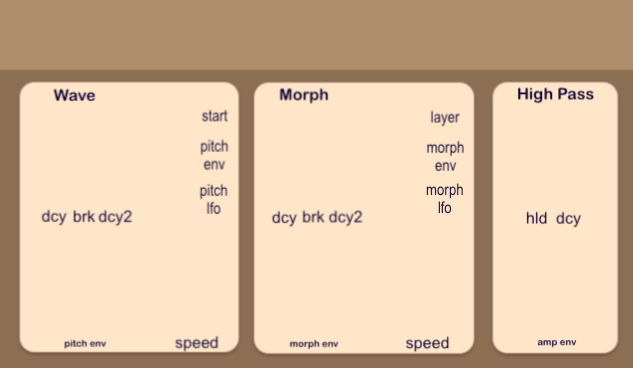 Wave
start
pitch
env
pitch
lfo
dcy brk dcy2
pitch env
speed
Morph
layer
morph
env
morph
lfo
dcy brk dcy2
morph env
speed
High Pass
hld dcy
amp env